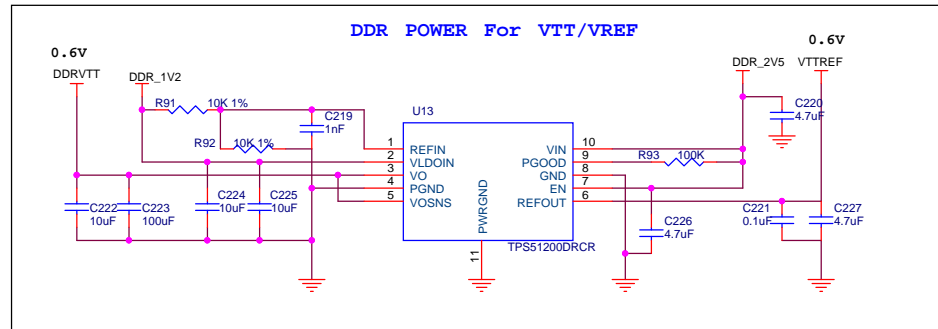 DDR POWER For VTT/VREF
0.6V
0.6V
DDRVTT
DDR_1V2
DDR_2V5
VTTREF
R91
10K 1%
C219
1nF
U13
C220
4.7uF
R92
10K 1%
1
REFIN
VIN
10
2
VLDOIN
PGOOD
9
R93
100K
3
VO
GND
8
4
PGND
EN
7
5
VOSNS
REFOUT
6
PWRGND
11
TPS51200DRCR
C222
10uF
C223
100uF
C224
10uF
C225
10uF
C226
4.7uF
C221
0.1uF
C227
4.7uF